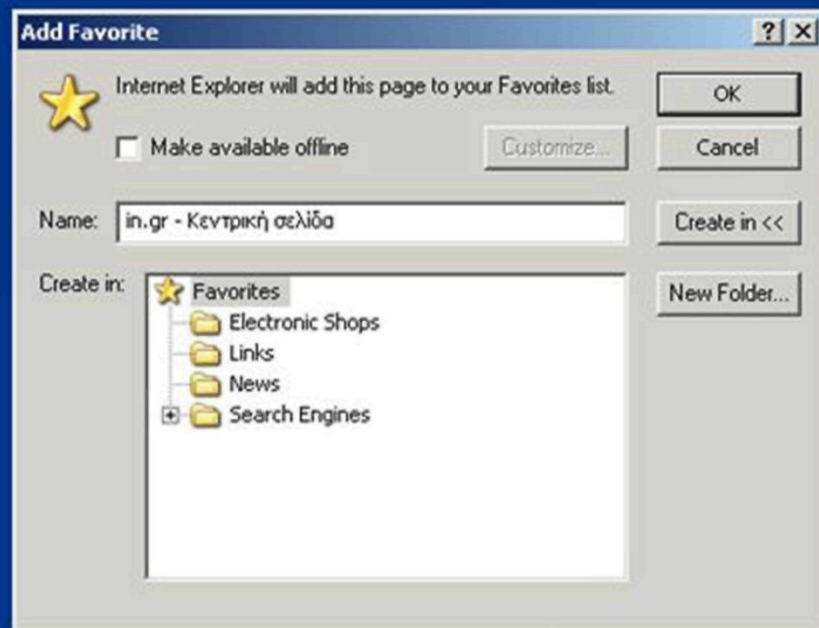 Add Favorite
Internet Explorer will add this page to your Favorites list.
OK
Make available offline
Customize...
Cancel
Name:
in.gr - Κεντρική σελίδα
Create in <<
Create in:
Favorites
New Folder...
Electronic Shops
Links
News
Search Engines